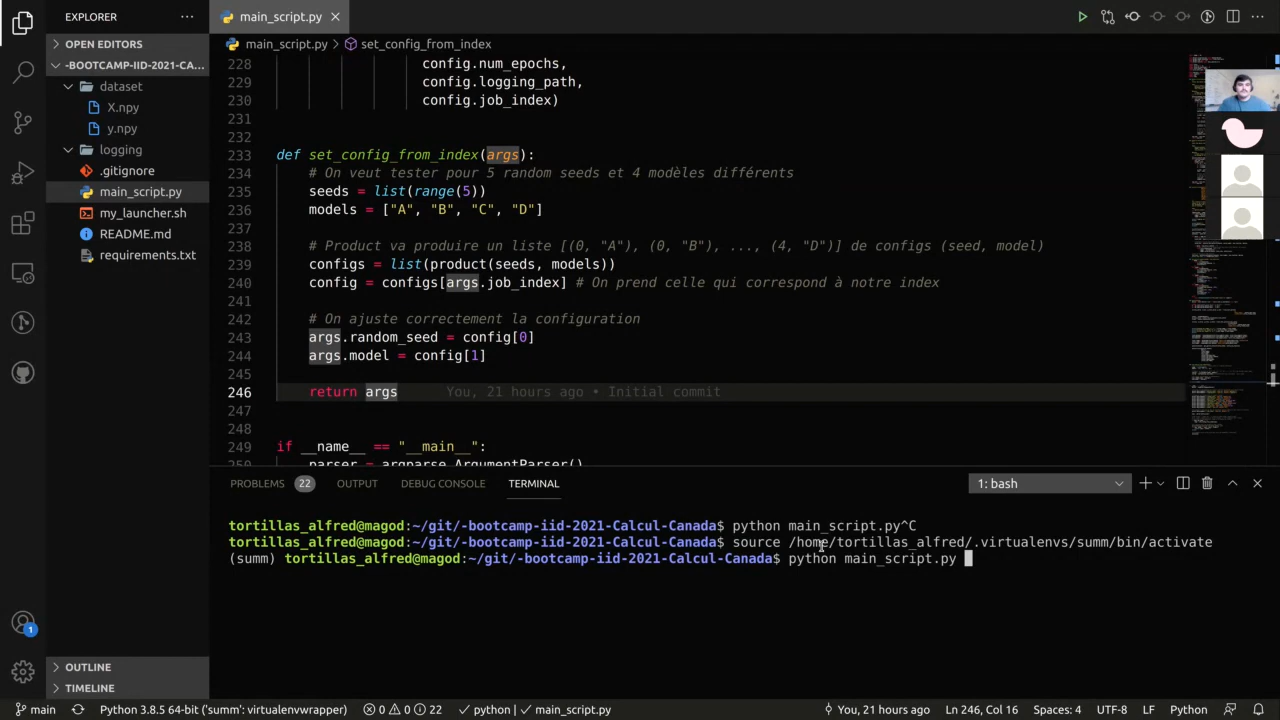 EXPLORER
main_script.py
OPEN EDITORS
-BOOTCAMP-IID-2021-CA...
dataset
X.npy
y.npy
logging
.gitignore
main_script.py
my_launcher.sh
README.md
requirements.txt
OUTLINE
TIMELINE
main_script.py set_config_from_index
228 config.num_epochs,
229 config.logging_path,
230 config.job_index)
231
232
233 def set_config_from_index(args):
234 # On veut tester pour 5 random seeds et 4 modèles différents
235 seeds = list(range(5))
236 models = ["A", "B", "C", "D"]
237
238 # Product va produire un liste [(0, "A"), (0, "B"), ..., (4, "D")] de configs (seed, model)
239 configs = list(product(seeds, models))
240 config = configs[args.job_index] # On prend celle qui correspond à notre index
241
242 # On ajuste correctement la configuration
243 args.random_seed = config[0]
244 args.model = config[1]
245
246 return args You, 21 hours ago • Initial commit
247
248
249 if __name__ == "__main__":
250 parser = argparse.ArgumentParser()
PROBLEMS 22 OUTPUT DEBUG CONSOLE TERMINAL 1: bash
tortillas_alfred@magod:~/git/-bootcamp-iid-2021-Calcul-Canada$ python main_script.py^C
tortillas_alfred@magod:~/git/-bootcamp-iid-2021-Calcul-Canada$ source /home/tortillas_alfred/.virtualenvs/summ/bin/activate
(summ) tortillas_alfred@magod:~/git/-bootcamp-iid-2021-Calcul-Canada$ python main_script.py
1
main Python 3.8.5 64-bit ('summ': virtualenvwrapper) 0 0 22 python main_script.py You, 21 hours ago Ln 246, Col 16 Spaces: 4 UTF-8 LF Python